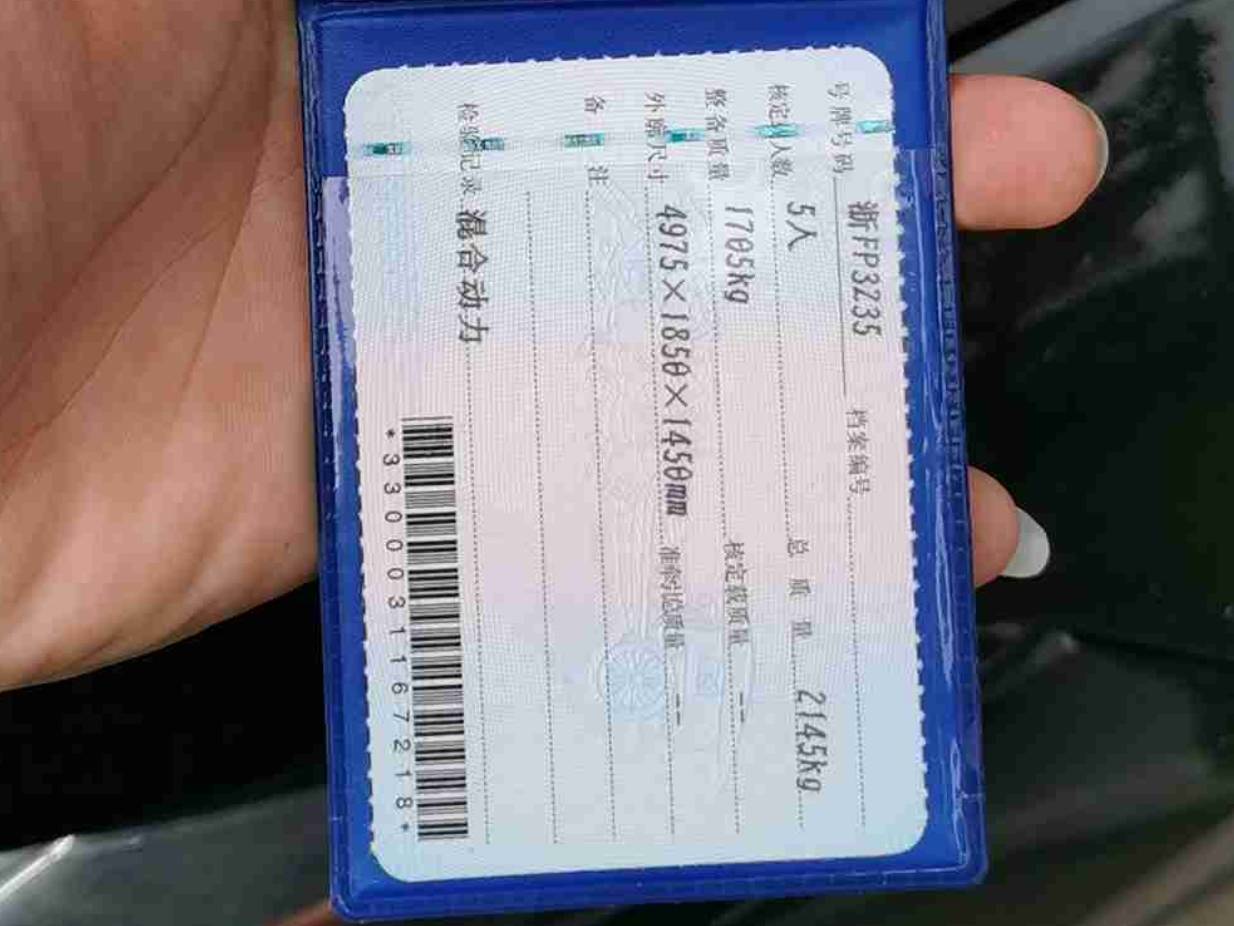 号牌号码 浙FP3Z35 档案编号
核定载人数 5人 总质量 2145kg
整备质量 1705kg 核定载质量 --
外廓尺寸 4975×1850×1450mm 准牵引总质量 --
备注
检验记录 混合动力
*3300031167218*